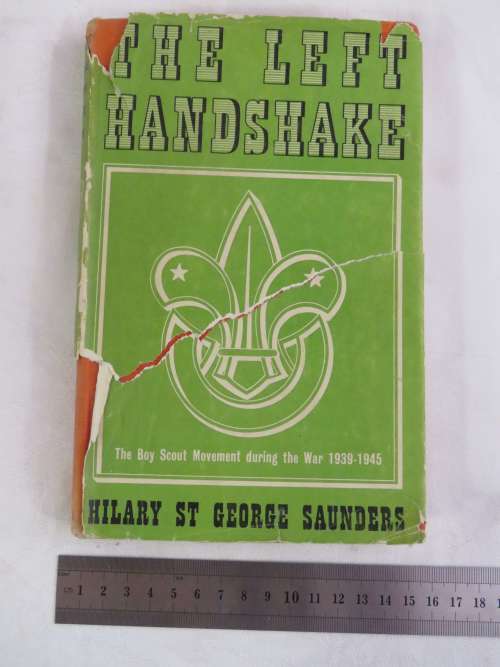 THE LEFT
HANDSHAKE
The Boy Scout Movement during the War 1939-1945
HILARY ST GEORGE SAUNDERS
1 2 3 4 5 6 7 8 9 10 11 12 13 14 15 16 17 18